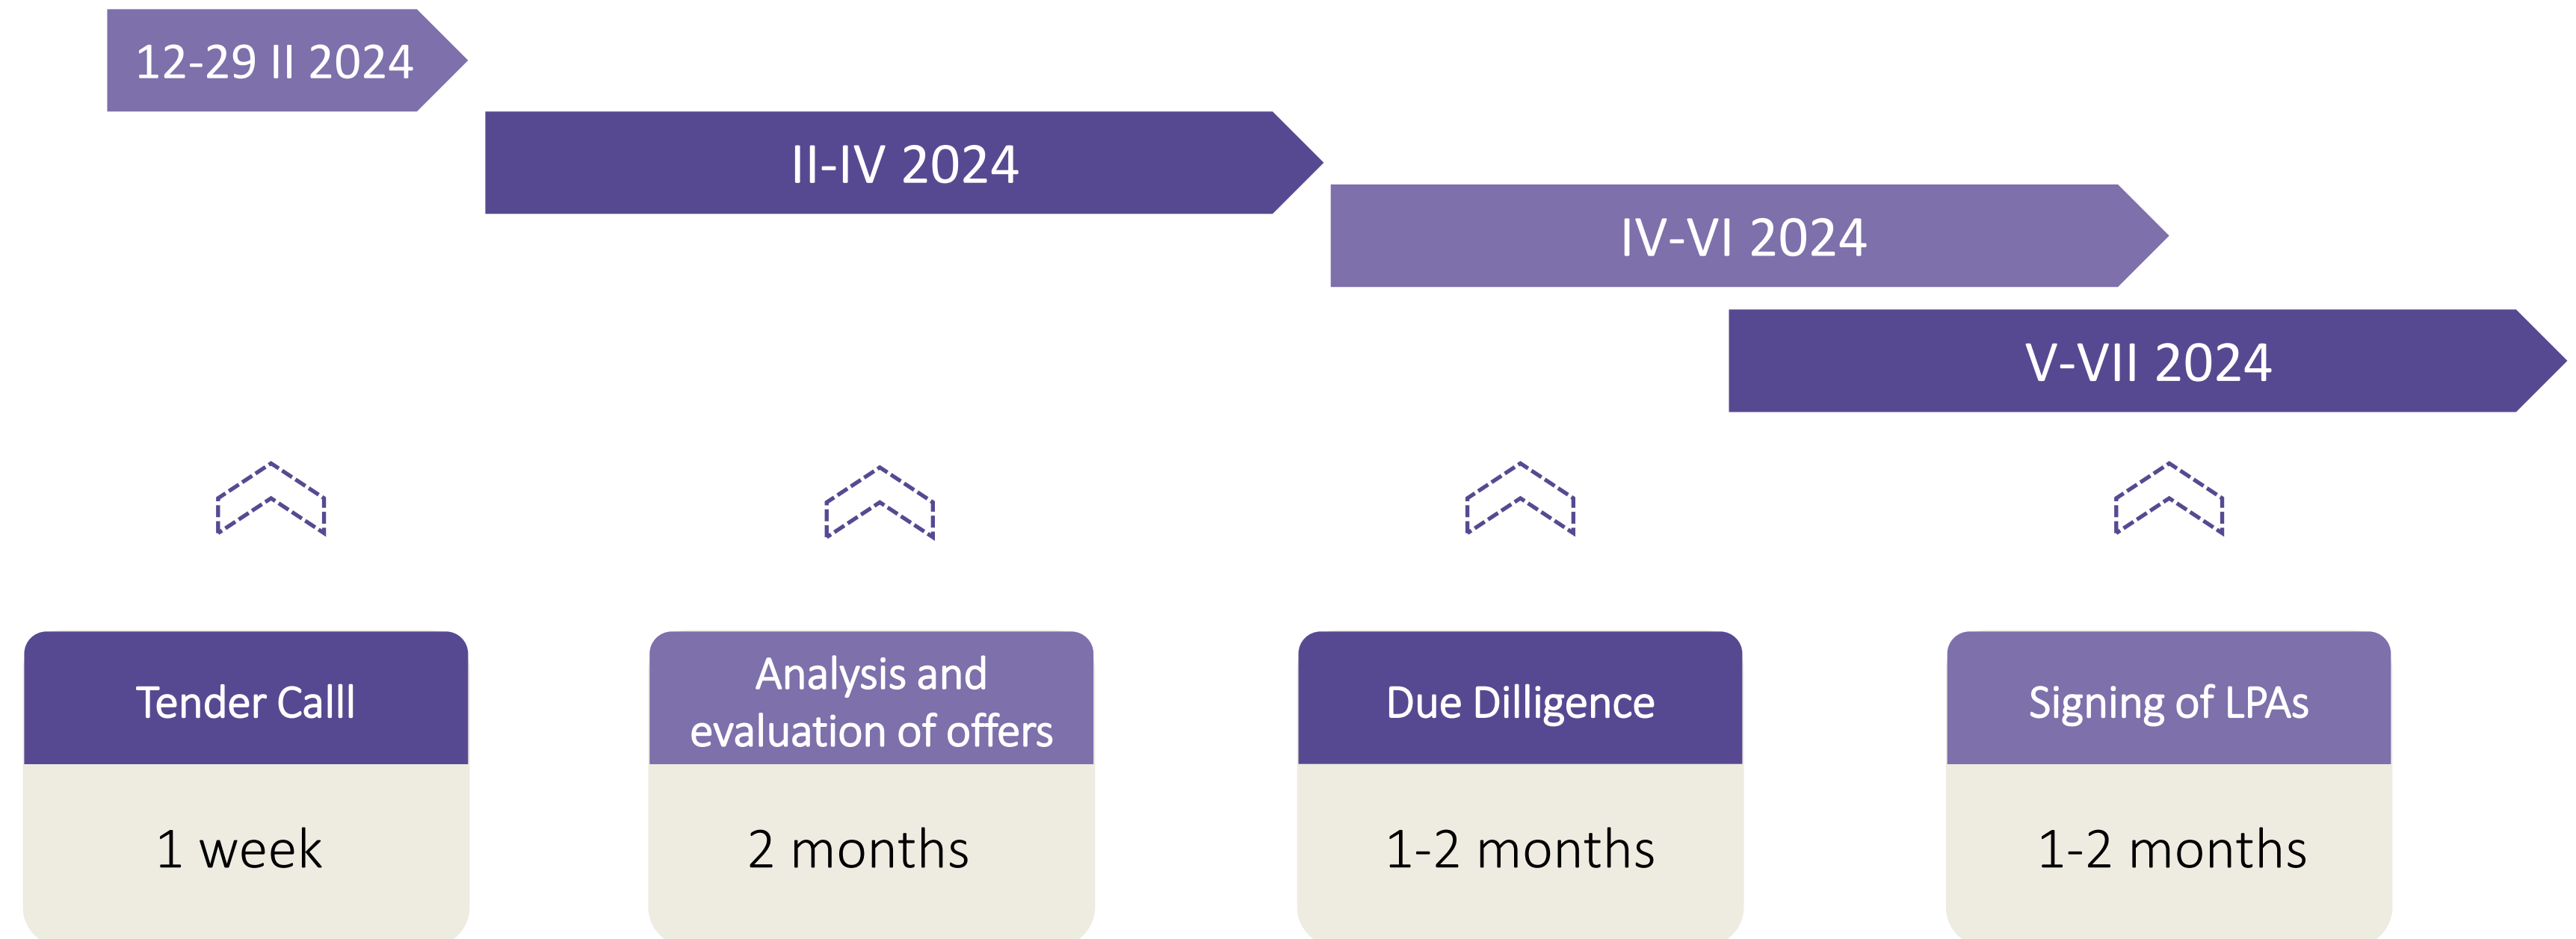 12-29 II 2024
II-IV 2024
IV-VI 2024
V-VII 2024
Tender Calll
1 week
Analysis and
evaluation of offers
2 months
Due Dilligence
1-2 months
Signing of LPAs
1-2 months